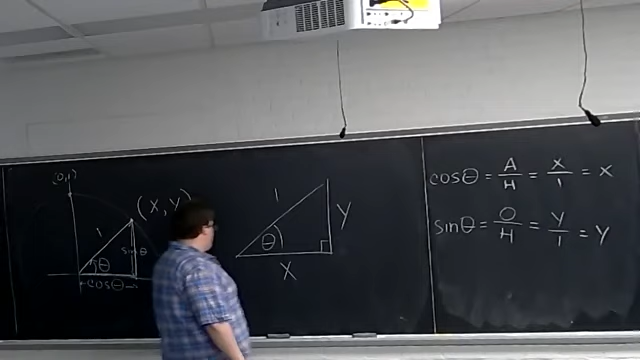 (0,1)
(X,Y)
1
sinθ
θ
cosθ
1
θ
Y
X
cosθ = A/H = X/1 = X
sinθ = O/H = Y/1 = Y